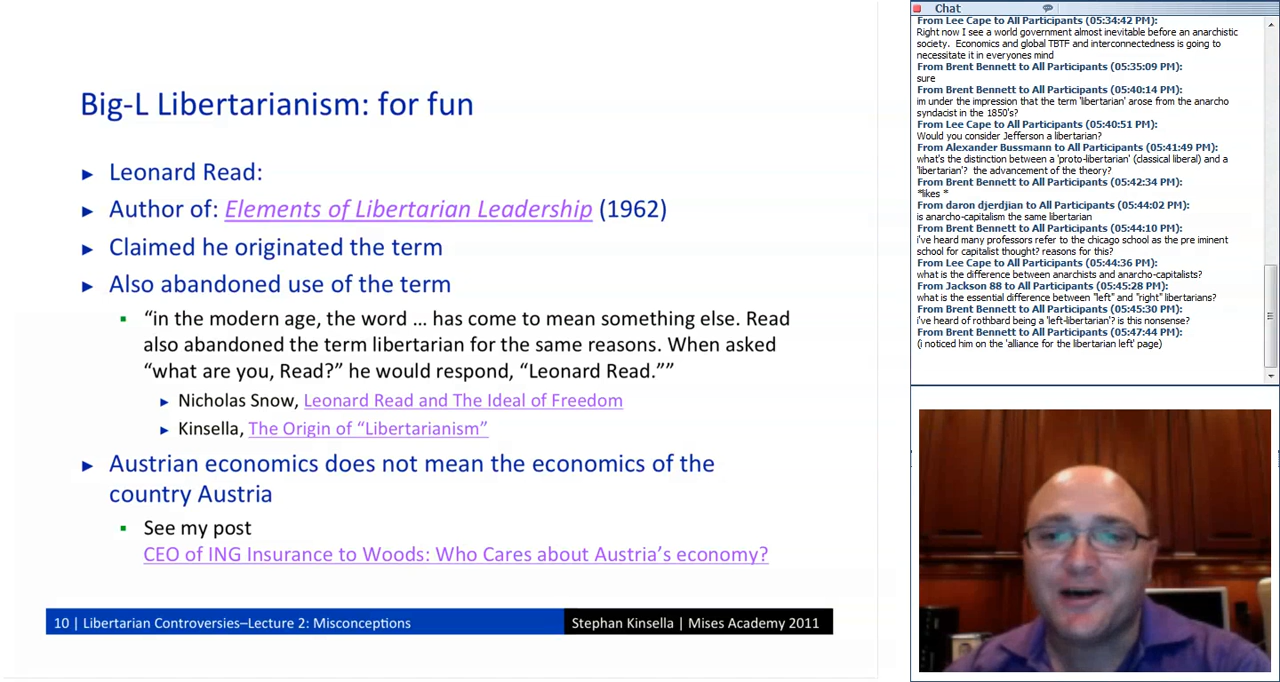 Big-L Libertarianism: for fun
► Leonard Read:
► Author of: Elements of Libertarian Leadership (1962)
► Claimed he originated the term
► Also abandoned use of the term
▪ “in the modern age, the word … has come to mean something else. Read
also abandoned the term libertarian for the same reasons. When asked
“what are you, Read?” he would respond, “Leonard Read.””
► Nicholas Snow, Leonard Read and The Ideal of Freedom
► Kinsella, The Origin of “Libertarianism”
► Austrian economics does not mean the economics of the
country Austria
▪ See my post
CEO of ING Insurance to Woods: Who Cares about Austria’s economy?
10 | Libertarian Controversies–Lecture 2: Misconceptions
Stephan Kinsella | Mises Academy 2011
Chat
From Lee Cape to All Participants (05:34:42 PM):
Right now I see a world government almost inevitable before an anarchistic
society. Economics and global TBTF and interconnectedness is going to
necessitate it in everyones mind
From Brent Bennett to All Participants (05:35:09 PM):
sure
From Brent Bennett to All Participants (05:40:14 PM):
im under the impression that the term 'libertarian' arose from the anarcho
syndacist in the 1850's?
From Lee Cape to All Participants (05:40:51 PM):
Would you consider Jefferson a libertarian?
From Alexander Bussmann to All Participants (05:41:49 PM):
what's the distinction between a 'proto-libertarian' (classical liberal) and a
'libertarian'? the advancement of the theory?
From Brent Bennett to All Participants (05:42:34 PM):
*likes *
From daron djerdjian to All Participants (05:44:02 PM):
is anarcho-capitalism the same libertarian
From Brent Bennett to All Participants (05:44:10 PM):
i've heard many professors refer to the chicago school as the pre iminent
school for capitalist thought? reasons for this?
From Lee Cape to All Participants (05:44:36 PM):
what is the difference between anarchists and anarcho-capitalists?
From Jackson 88 to All Participants (05:45:28 PM):
what is the essential difference between "left" and "right" libertarians?
From Brent Bennett to All Participants (05:45:30 PM):
i've heard of rothbard being a 'left-libertarian'? is this nonsense?
From Brent Bennett to All Participants (05:47:44 PM):
(i noticed him on the 'alliance for the libertarian left' page)